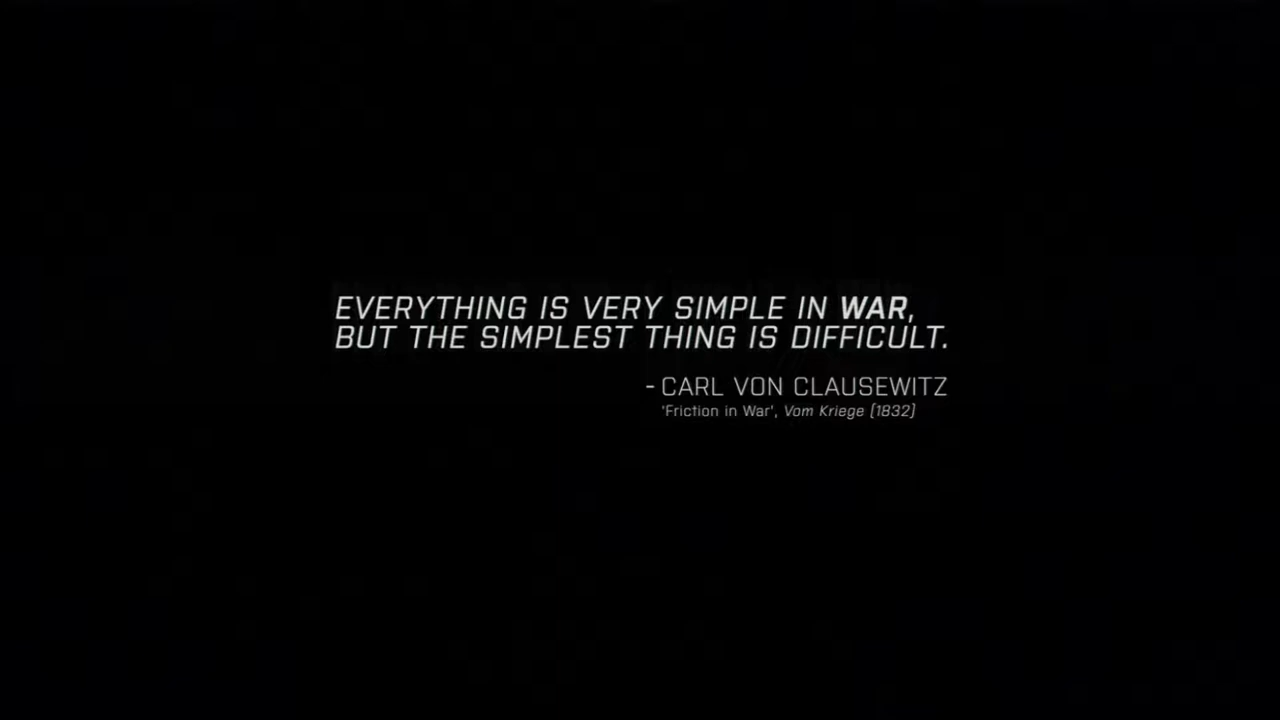 EVERYTHING IS VERY SIMPLE IN WAR,
BUT THE SIMPLEST THING IS DIFFICULT.
- CARL VON CLAUSEWITZ
'Friction in War', Vom Kriege [1832]